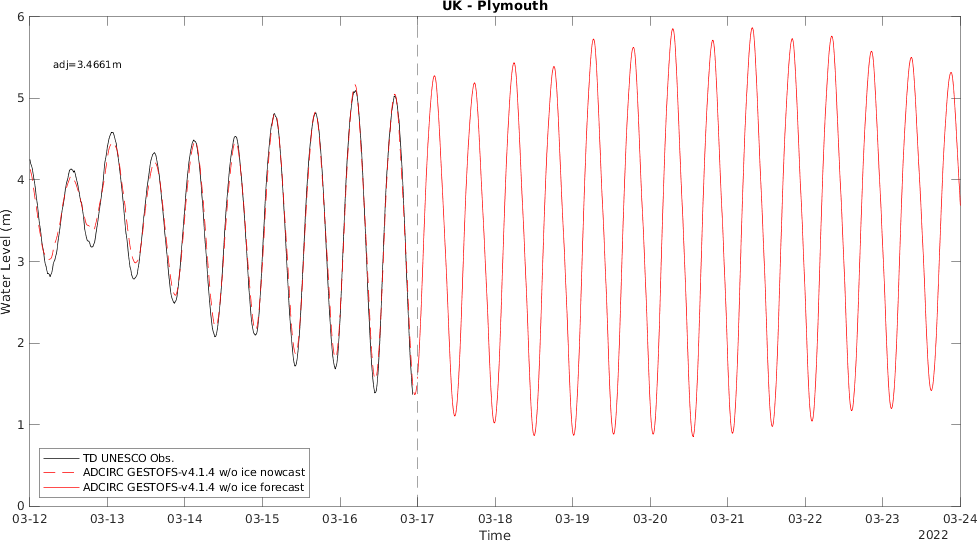 UK - Plymouth
adj=3.4661m
6
5
4
3
2
1
0
Water Level (m)
TD UNESCO Obs.
ADCIRC GESTOFS-v4.1.4 w/o ice nowcast
ADCIRC GESTOFS-v4.1.4 w/o ice forecast
03-12 03-13 03-14 03-15 03-16 03-17 03-18 03-19 03-20 03-21 03-22 03-23 03-24
Time
2022